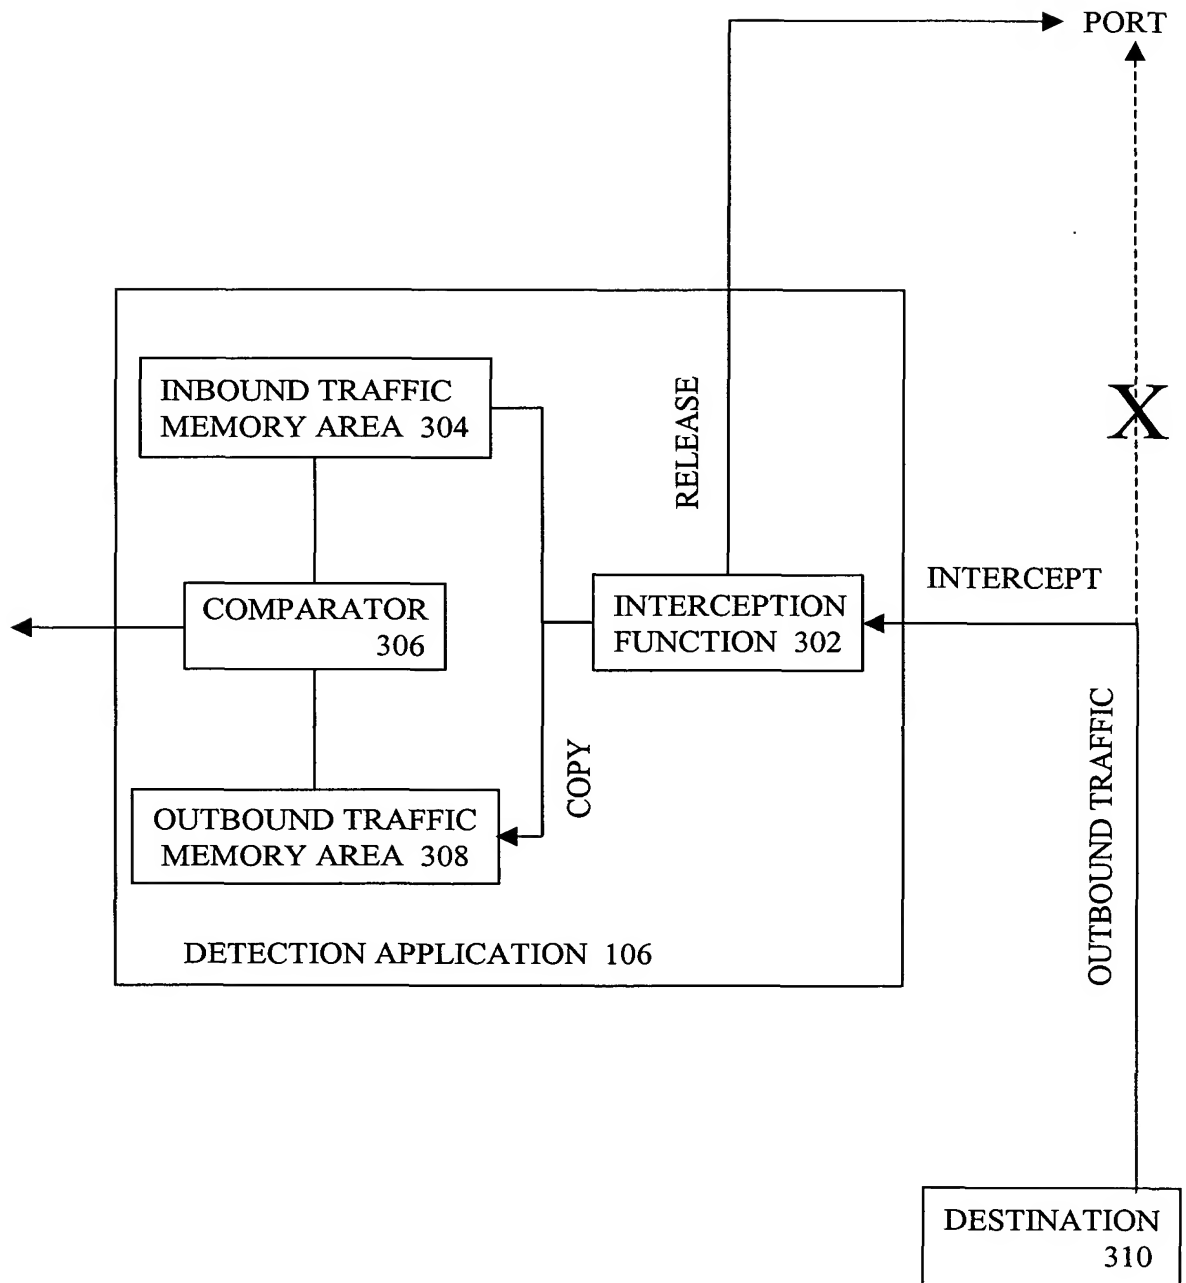 PORT
INBOUND TRAFFIC
MEMORY AREA 304
RELEASE
X
INTERCEPT
COMPARATOR
306
INTERCEPTION
FUNCTION 302
COPY
OUTBOUND TRAFFIC
OUTBOUND TRAFFIC
MEMORY AREA 308
DETECTION APPLICATION 106
DESTINATION
310